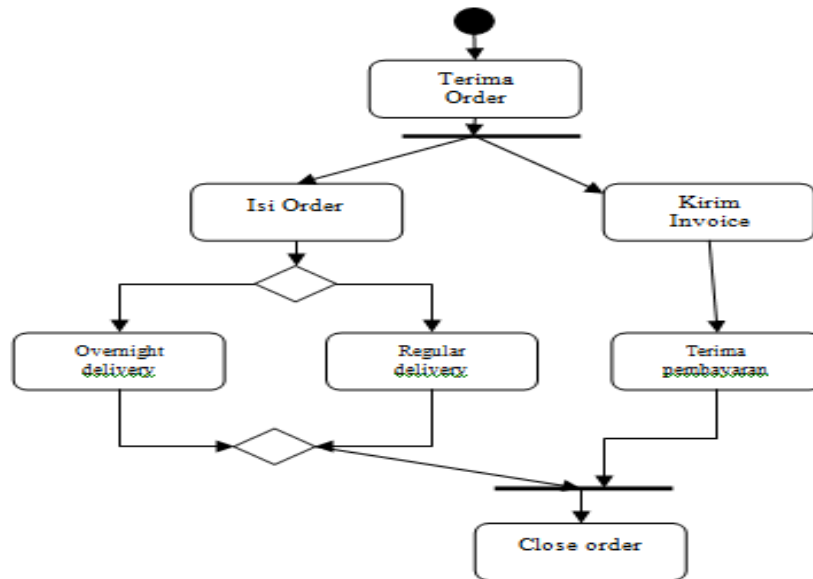 Terima
Order
Isi Order
Kirim
Invoice
Overnight
delivery
Regular
delivery
Terima
pembayaran
Close order